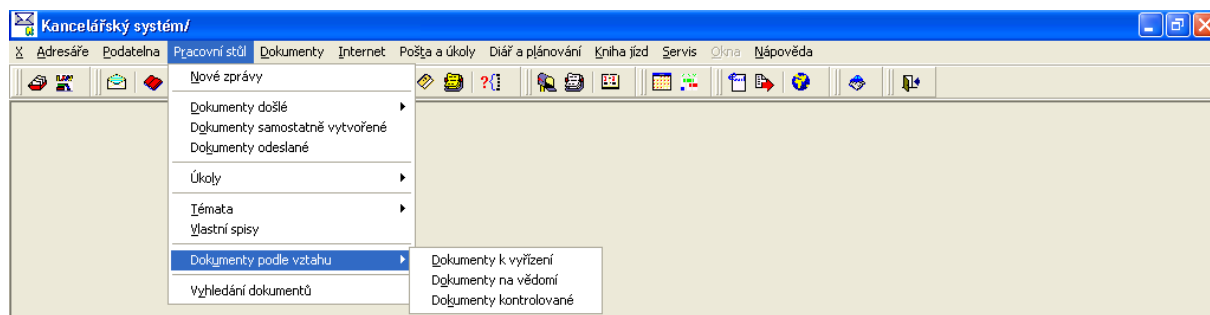 Kancelářský systém/
X Adresáře Podatelna Pracovní stůl Dokumenty Internet Pošta a úkoly Diář a plánování Kniha jízd Servis Okna Nápověda
Nové zprávy
Dokumenty došlé
Dokumenty samostatně vytvořené
Dokumenty odeslané
Úkoly
Témata
Vlastní spisy
Dokumenty podle vztahu
Dokumenty k vyřízení
Dokumenty na vědomí
Dokumenty kontrolované
Vyhledání dokumentů